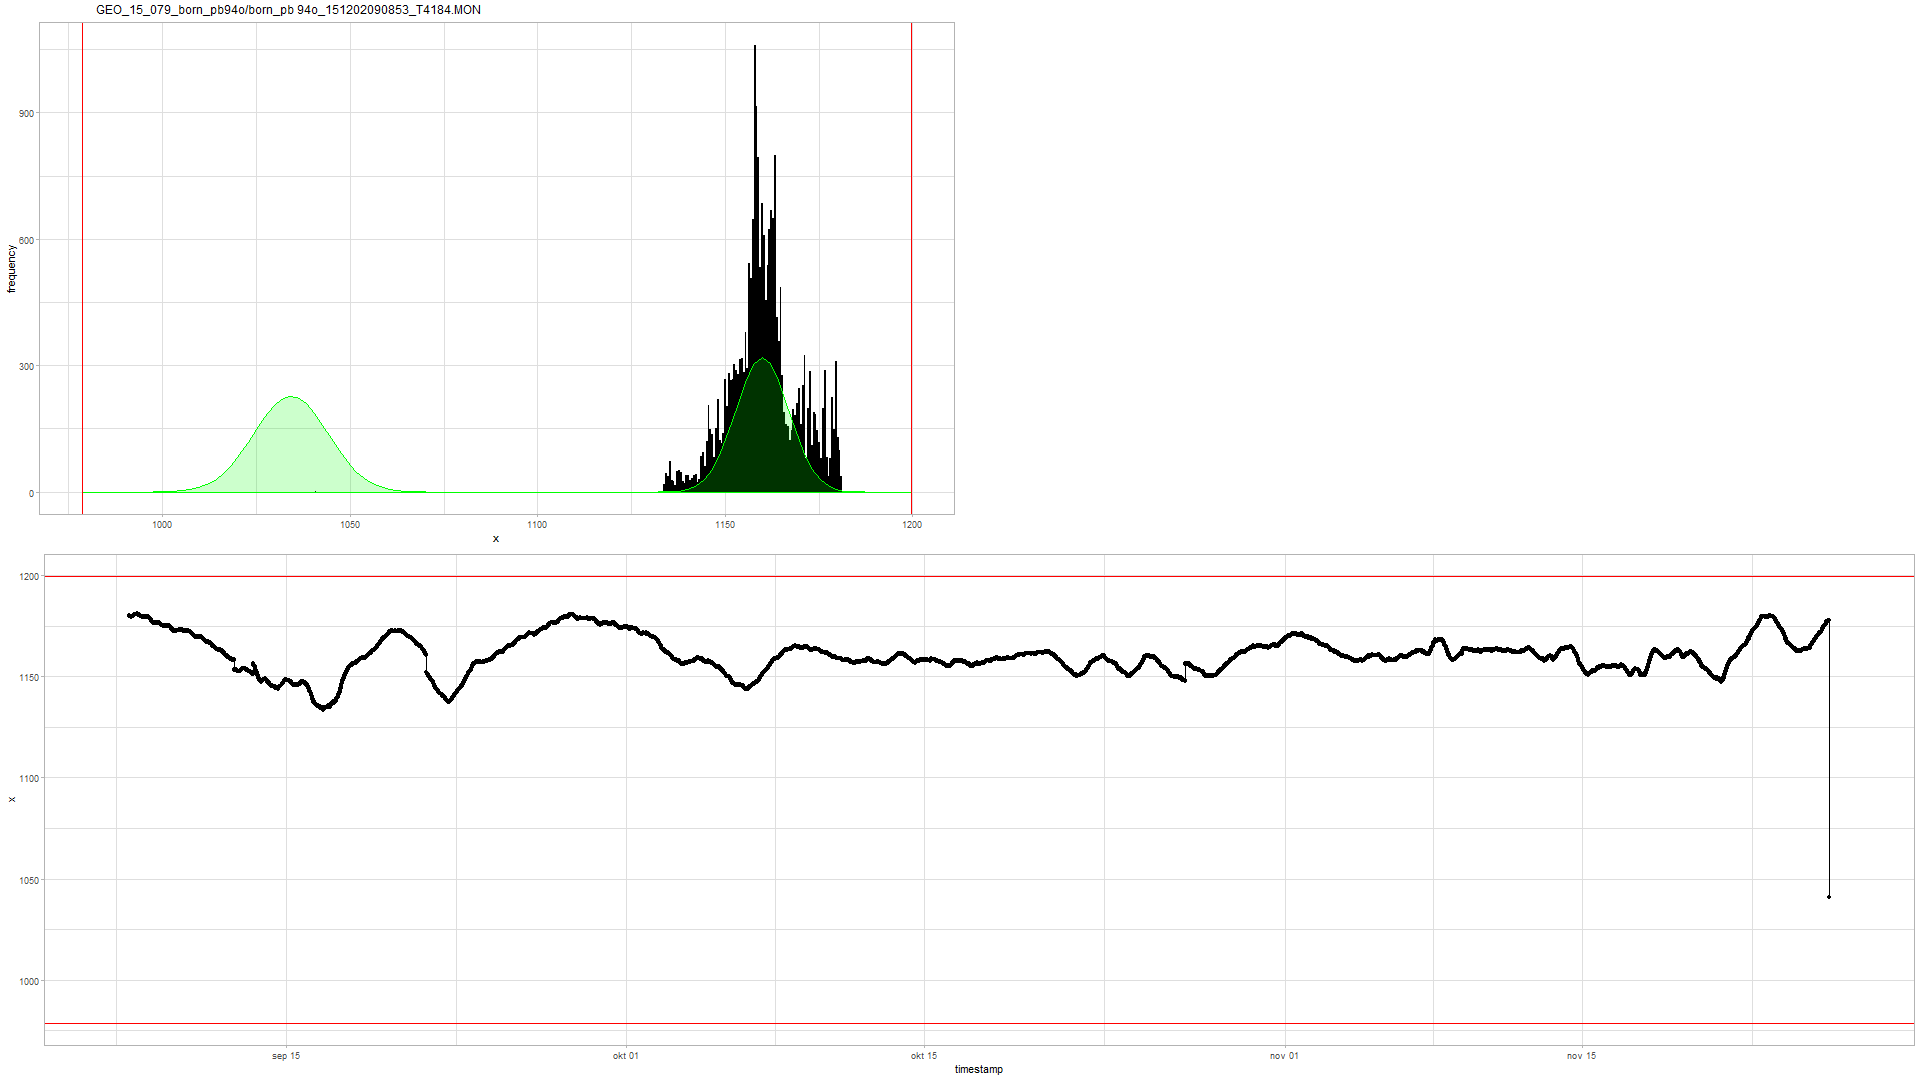 GEO_15_079_born_pb94o/born_pb 94o_151202090853_T4184.MON
900
600
300
0
frequency
1000 1050 1100 1150 1200
x
1200
1150
1100
1050
1000
x
sep 15 okt 01 okt 15 nov 01 nov 15
timestamp